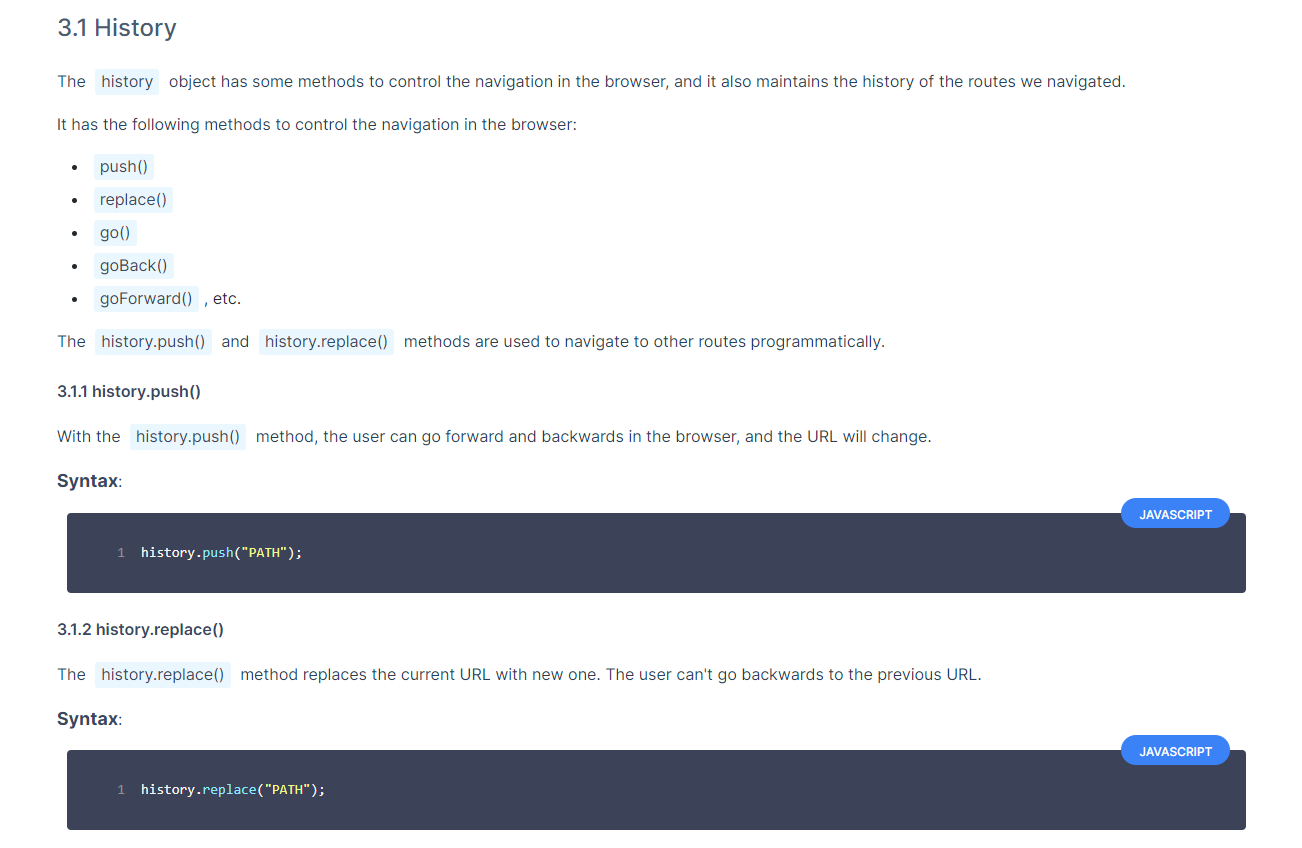 3.1 History
The history object has some methods to control the navigation in the browser, and it also maintains the history of the routes we navigated.
It has the following methods to control the navigation in the browser:
• push()
• replace()
• go()
• goBack()
• goForward() , etc.
The history.push() and history.replace() methods are used to navigate to other routes programmatically.
3.1.1 history.push()
With the history.push() method, the user can go forward and backwards in the browser, and the URL will change.
Syntax:
JAVASCRIPT
1 history.push("PATH");
3.1.2 history.replace()
The history.replace() method replaces the current URL with new one. The user can't go backwards to the previous URL.
Syntax:
JAVASCRIPT
1 history.replace("PATH");